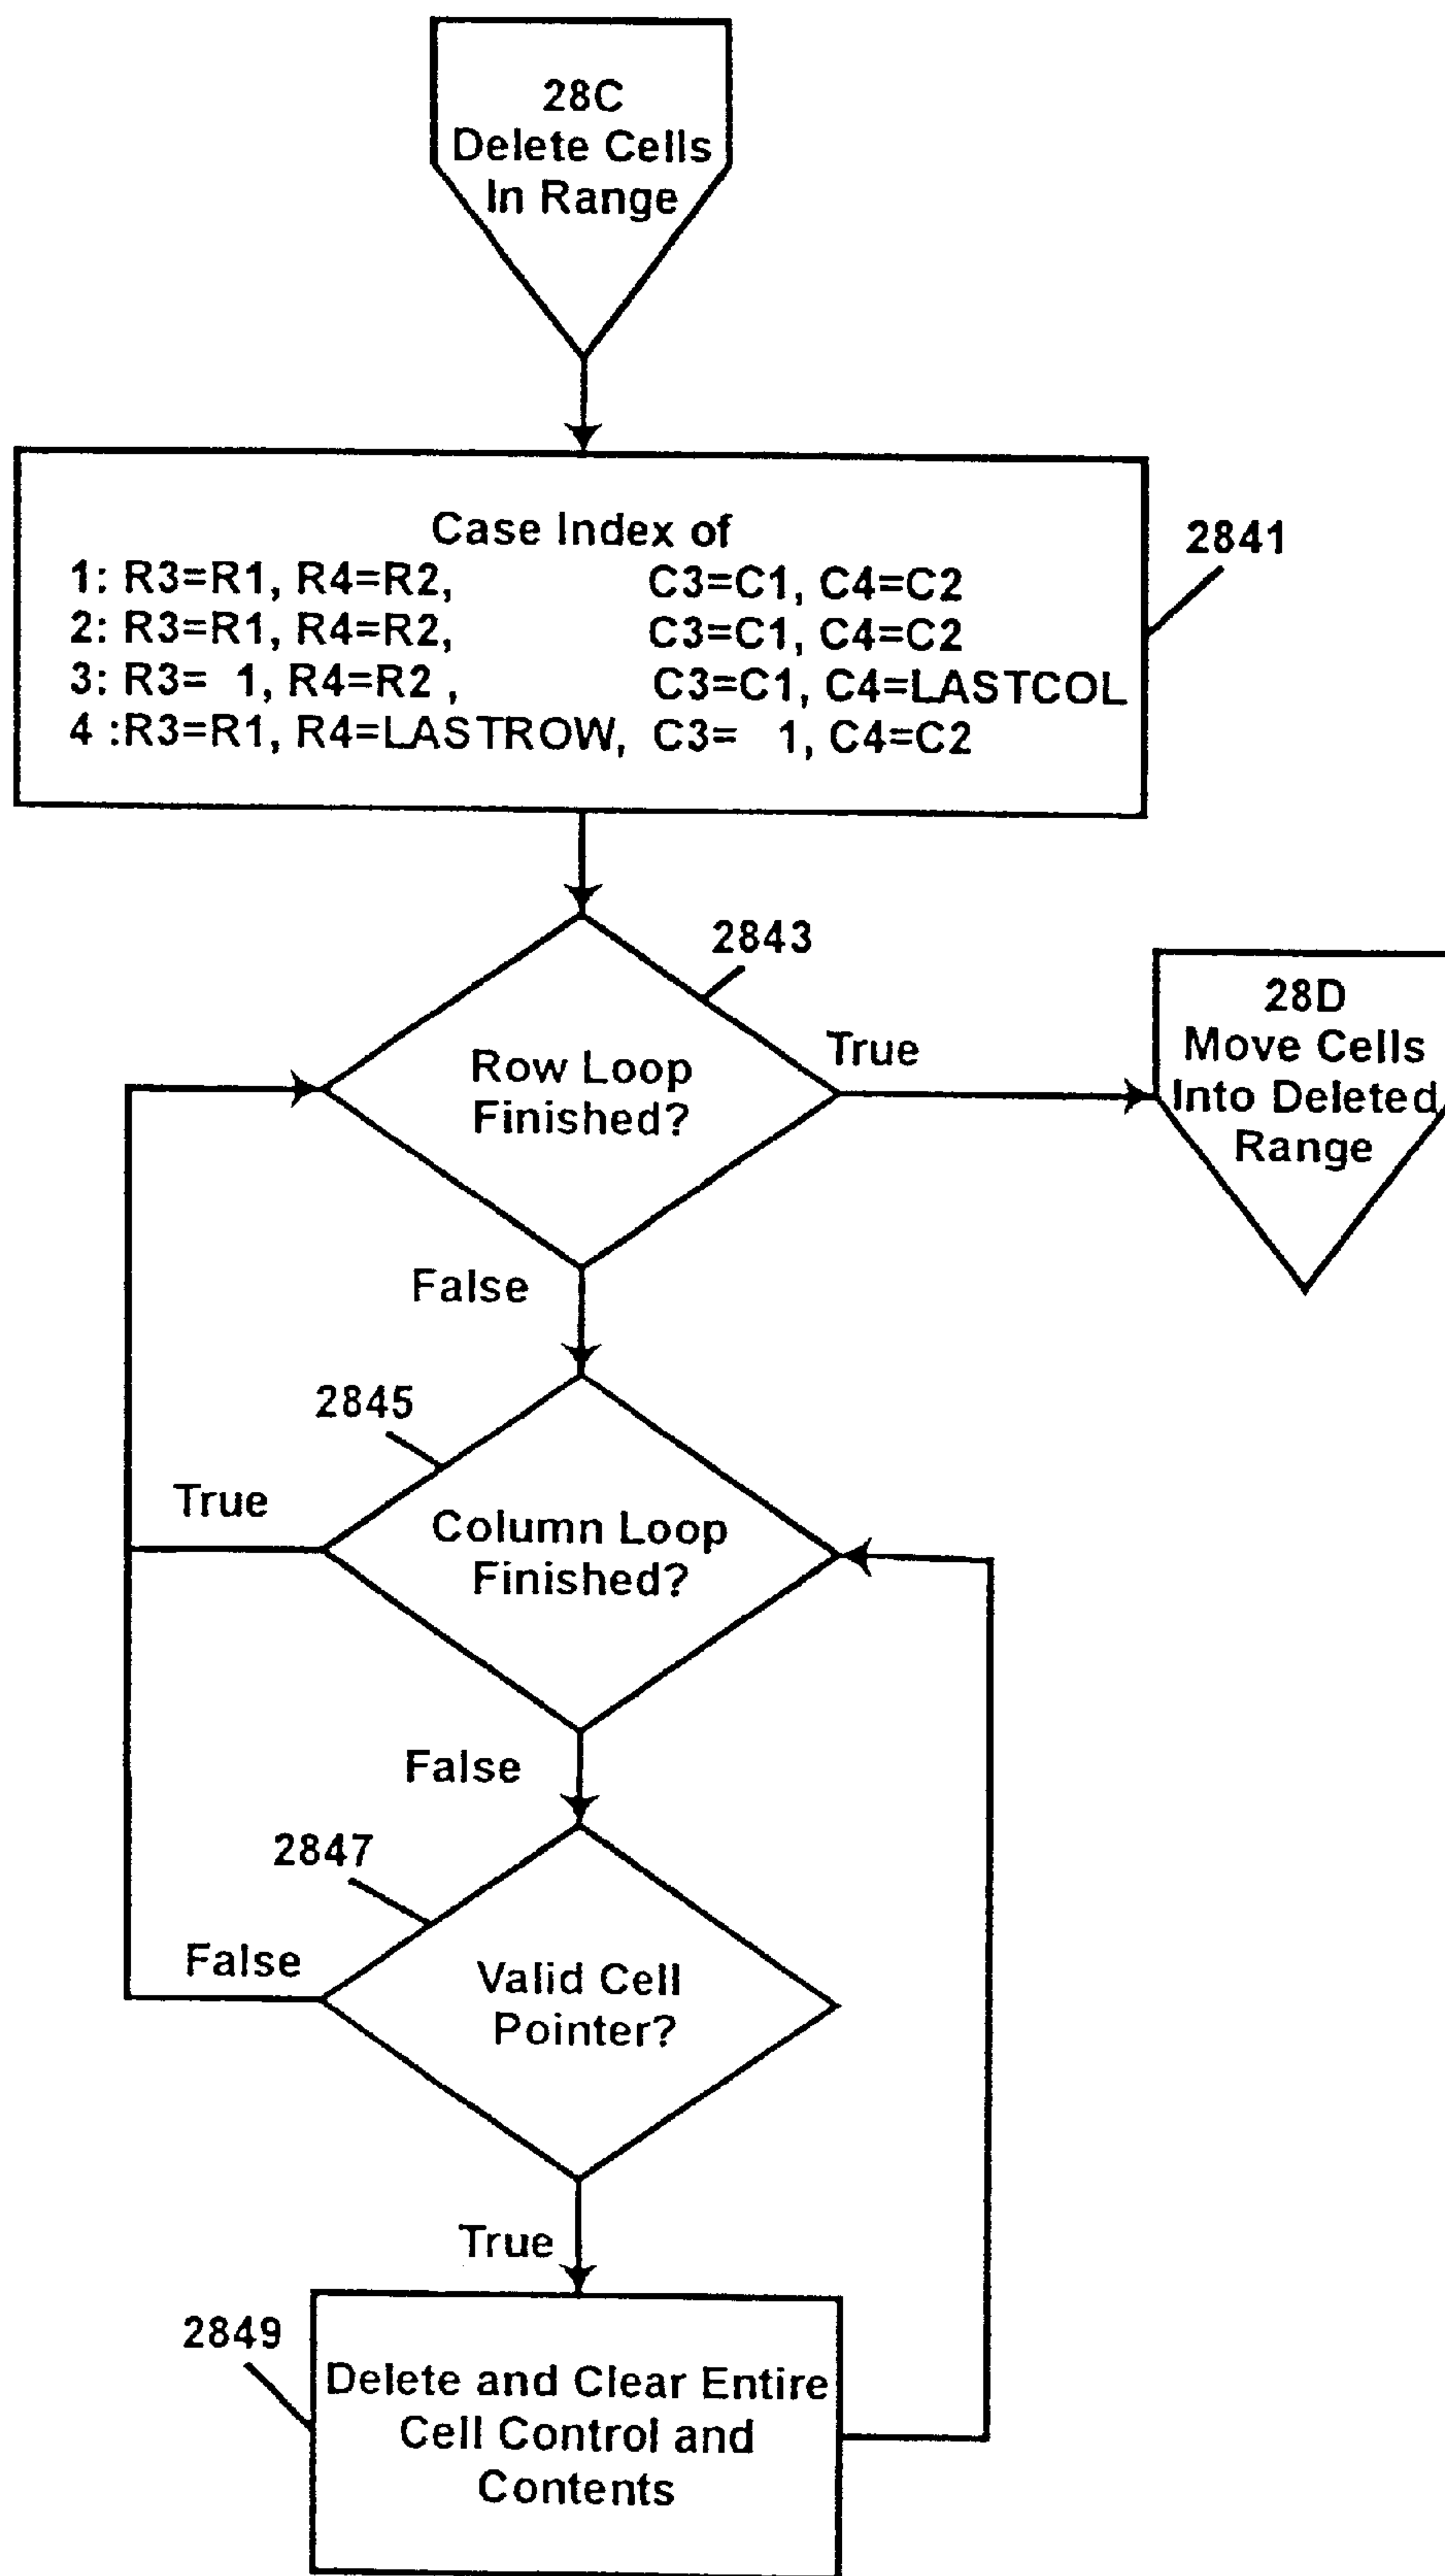 28C
Delete Cells
In Range
Case Index of
1: R3=R1, R4=R2, C3=C1, C4=C2
2: R3=R1, R4=R2, C3=C1, C4=C2
3: R3= 1, R4=R2 , C3=C1, C4=LASTCOL
4 :R3=R1, R4=LASTROW, C3= 1, C4=C2
2841
2843
Row Loop
Finished?
True
28D
Move Cells
Into Deleted
Range
False
2845
True
Column Loop
Finished?
False
2847
False
Valid Cell
Pointer?
True
2849
Delete and Clear Entire
Cell Control and
Contents